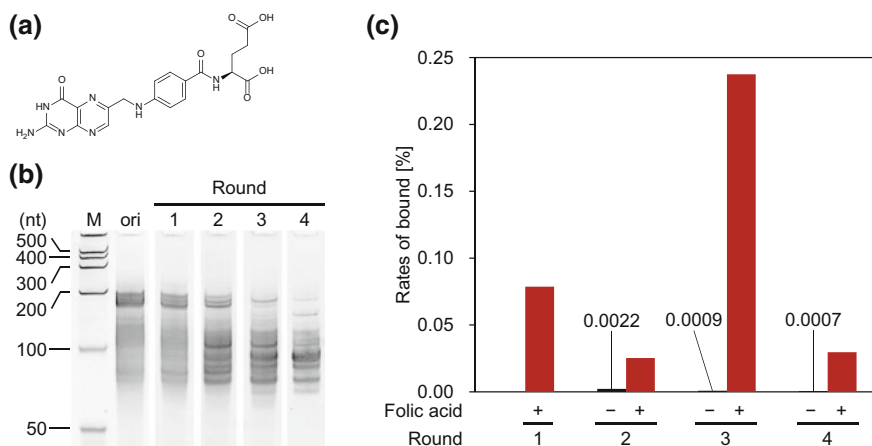 (a)
O
OH
O
OH
N
H
O
O
HN
H2N
N
N
N
N
H
(b)
Round
(nt)
M
ori
1
2
3
4
500
400
300
200
100
50
(c)
Rates of bound [%]
0.25
0.20
0.15
0.10
0.05
0.00
0.0022
0.0009
0.0007
Folic acid
+
− +
− +
− +
Round
1
2
3
4